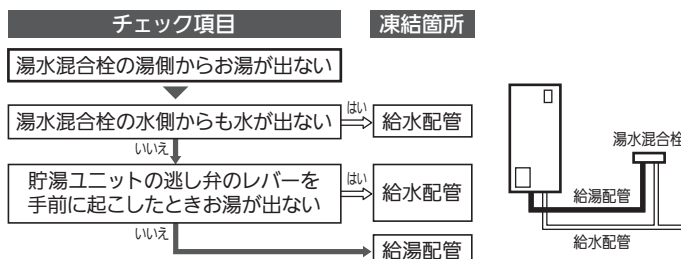 チェック項目
凍結箇所
湯水混合栓の湯側からお湯が出ない
湯水混合栓の水側からも水が出ない
はい
給水配管
いいえ
貯湯ユニットの逃し弁のレバーを
手前に起こしたときお湯が出ない
はい
給水配管
いいえ
給湯配管
湯水混合栓
給湯配管
給水配管